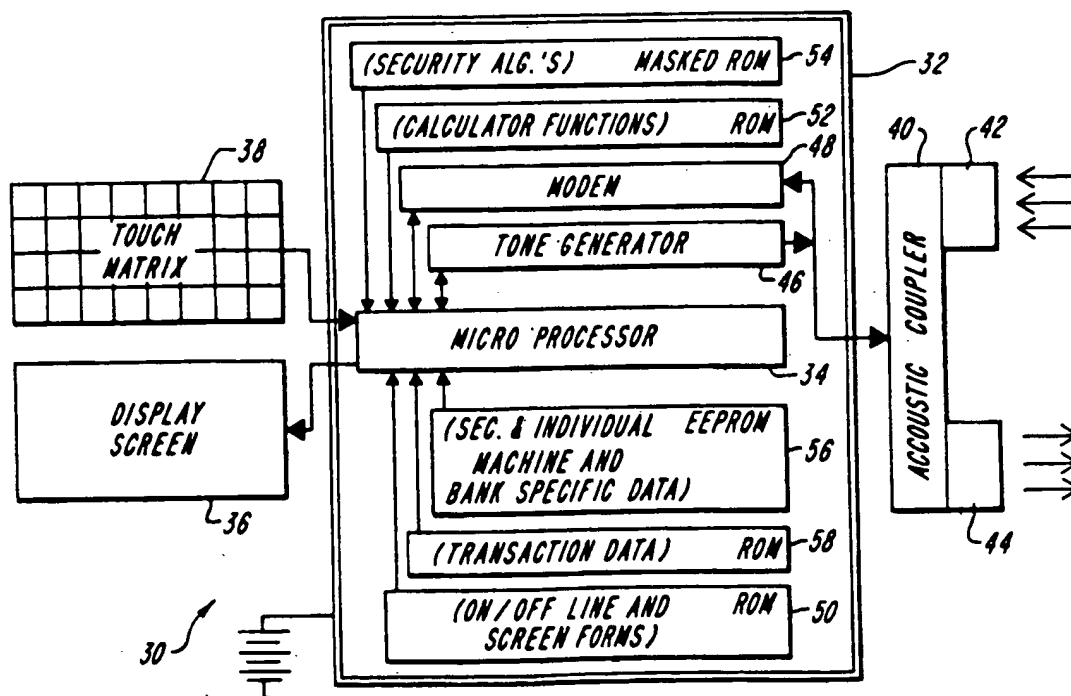 (SECURITY ALG.'S) MASKED ROM
54
32
(CALCULATOR FUNCTIONS) ROM
52
40
42
38
48
MODEM
TOUCH
MATRIX
TONE GENERATOR
46
MICRO PROCESSOR
34
ACCOUSTIC COUPLER
DISPLAY
SCREEN
36
(SEC. & INDIVIDUAL EEPROM
MACHINE AND
BANK SPECIFIC DATA)
56
44
(TRANSACTION DATA) ROM
58
(ON/OFF LINE AND ROM
SCREEN FORMS)
50
30